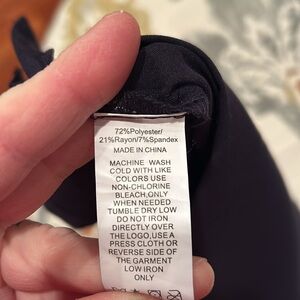 72%Polyester/
21%Rayon/7%Spandex
MADE IN CHINA
MACHINE WASH
COLD WITH LIKE
COLORS USE
NON-CHLORINE
BLEACH,ONLY
WHEN NEEDED
TUMBLE DRY LOW
DO NOT IRON
DIRECTLY OVER
THE LOGO,USE A
PRESS CLOTH OR
REVERSE SIDE OF
THE GARMENT
LOW IRON
ONLY